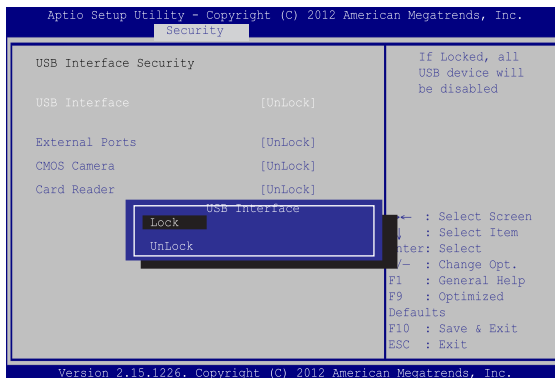 Aptio Setup Utility - Copyright (C) 2012 American Megatrends, Inc.
Security
USB Interface Security
USB Interface [UnLock]
External Ports [UnLock]
CMOS Camera [UnLock]
Card Reader [UnLock]
USB Interface
Lock
UnLock
If Locked, all
USB device will
be disabled
← : Select Screen
↓ : Select Item
nter: Select
/— : Change Opt.
F1 : General Help
F9 : Optimized
Defaults
F10 : Save & Exit
ESC : Exit
Version 2.15.1226. Copyright (C) 2012 American Megatrends, Inc.